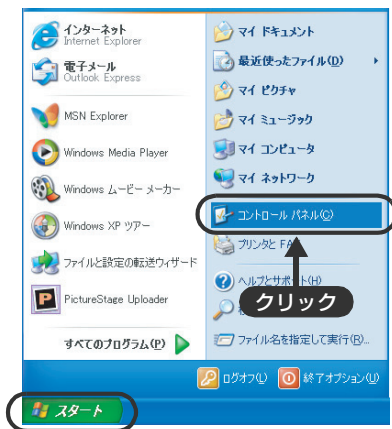 インターネット
Internet Explorer
電子メール
Outlook Express
MSN Explorer
Windows Media Player
Windows ムービー メーカー
Windows XP ツアー
ファイルと設定の転送ウィザード
PictureStage Uploader
すべてのプログラム(P)
マイ ドキュメント
最近使ったファイル(D)
マイ ピクチャ
マイ ミュージック
マイ コンピュータ
マイ ネットワーク
コントロール パネル(C)
プリンタと FA
ヘルプとサポート(H)
クリック
ファイル名を指定して実行(R)...
ログオフ(L)
終了オプション(U)
スタート